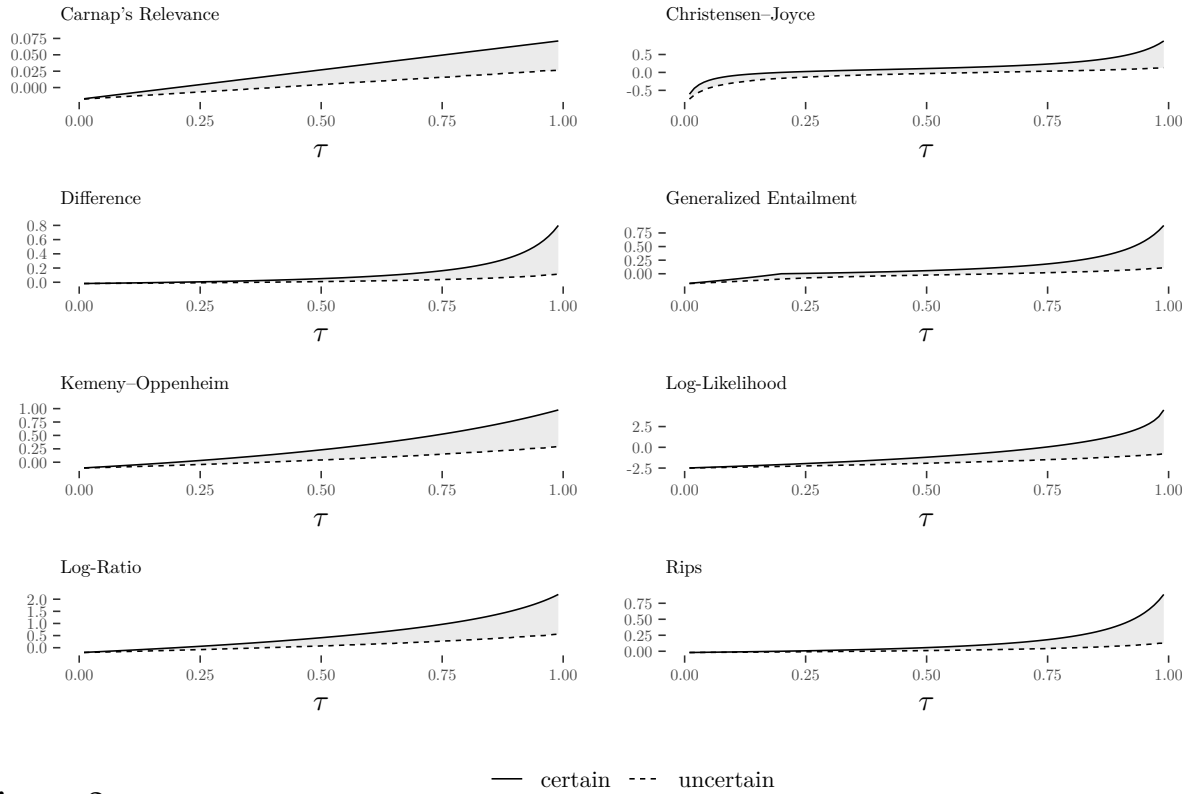 Carnap's Relevance
0.075
0.050
0.025
0.000
0.00 0.25 0.50 0.75 1.00
τ
Christensen–Joyce
0.5
0.0
-0.5
0.00 0.25 0.50 0.75 1.00
τ
Difference
0.8
0.6
0.4
0.2
0.0
0.00 0.25 0.50 0.75 1.00
τ
Generalized Entailment
0.75
0.50
0.25
0.00
0.00 0.25 0.50 0.75 1.00
τ
Kemeny–Oppenheim
1.00
0.75
0.50
0.25
0.00
0.00 0.25 0.50 0.75 1.00
τ
Log-Likelihood
2.5
0.0
-2.5
0.00 0.25 0.50 0.75 1.00
τ
Log-Ratio
2.0
1.5
1.0
0.5
0.0
0.00 0.25 0.50 0.75 1.00
τ
Rips
0.75
0.50
0.25
0.00
0.00 0.25 0.50 0.75 1.00
τ
certain uncertain